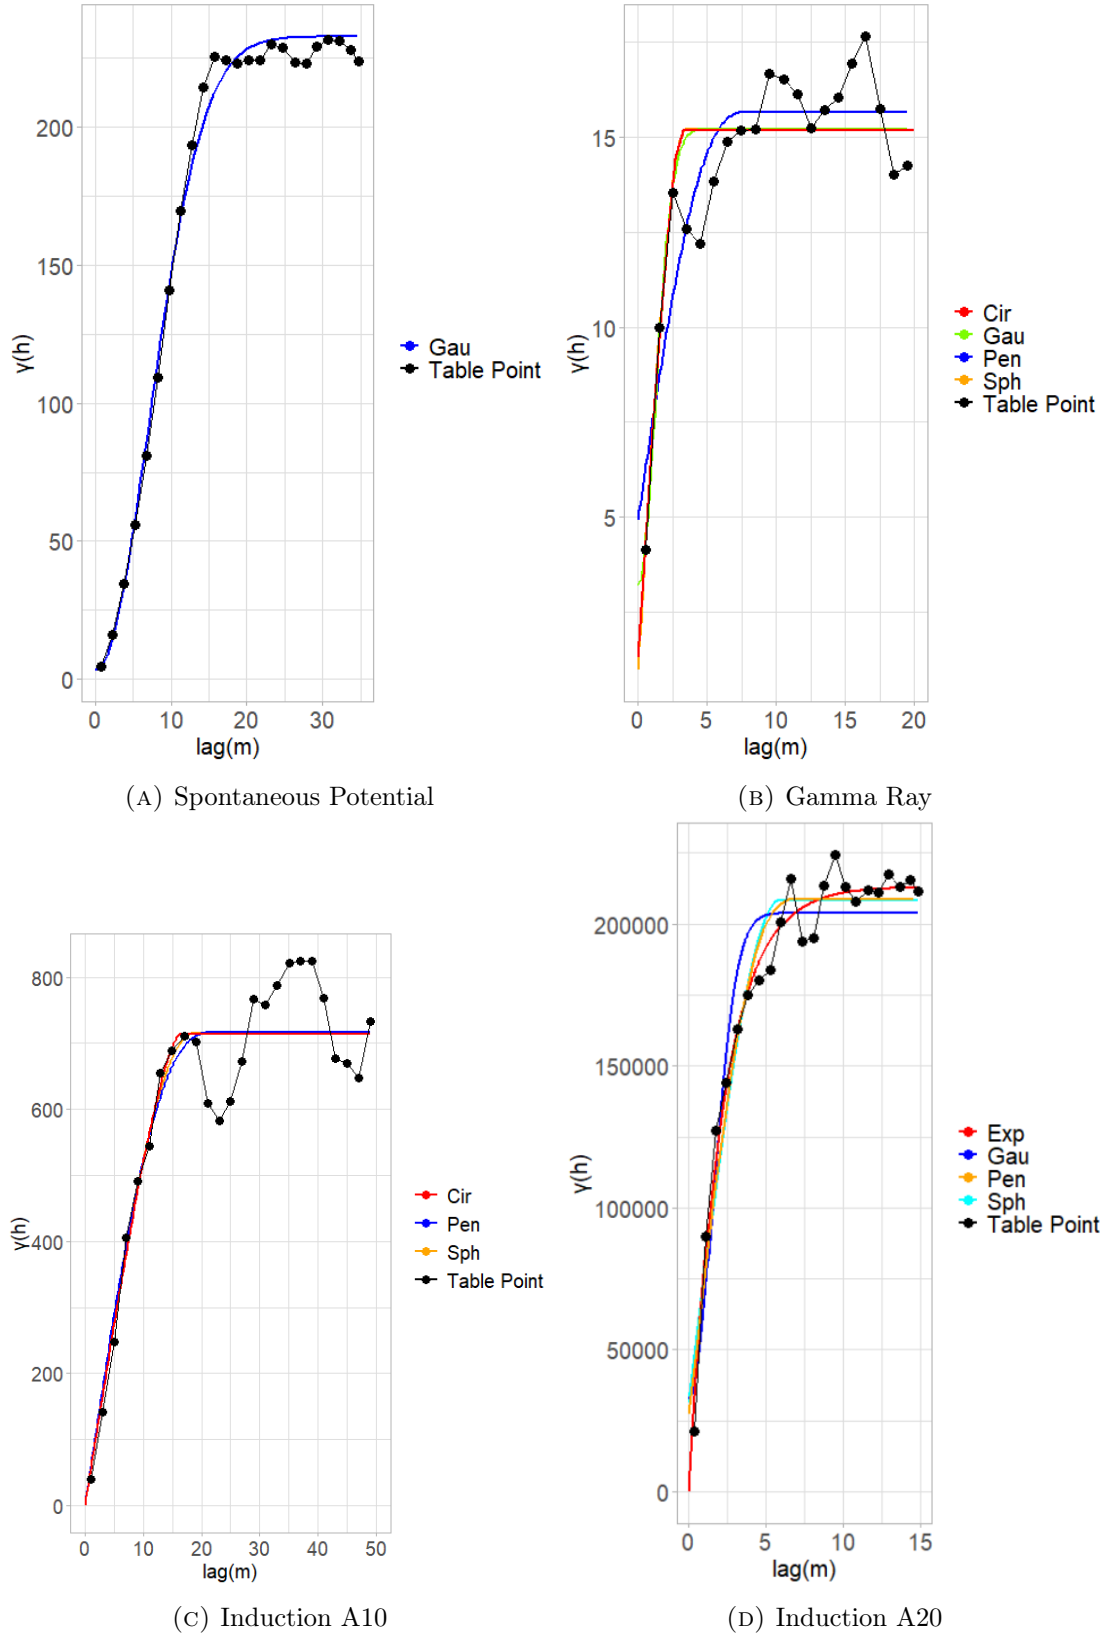 γ(h)
200
150
100
50
0
0 10 20 30
lag(m)
Gau
Table Point
(A) Spontaneous Potential
γ(h)
15
10
5
0 5 10 15 20
lag(m)
Cir
Gau
Pen
Sph
Table Point
(B) Gamma Ray
γ(h)
800
600
400
200
0
0 10 20 30 40 50
lag(m)
Cir
Pen
Sph
Table Point
(C) Induction A10
γ(h)
200000
150000
100000
50000
0
0 5 10 15
lag(m)
Exp
Gau
Pen
Sph
Table Point
(D) Induction A20